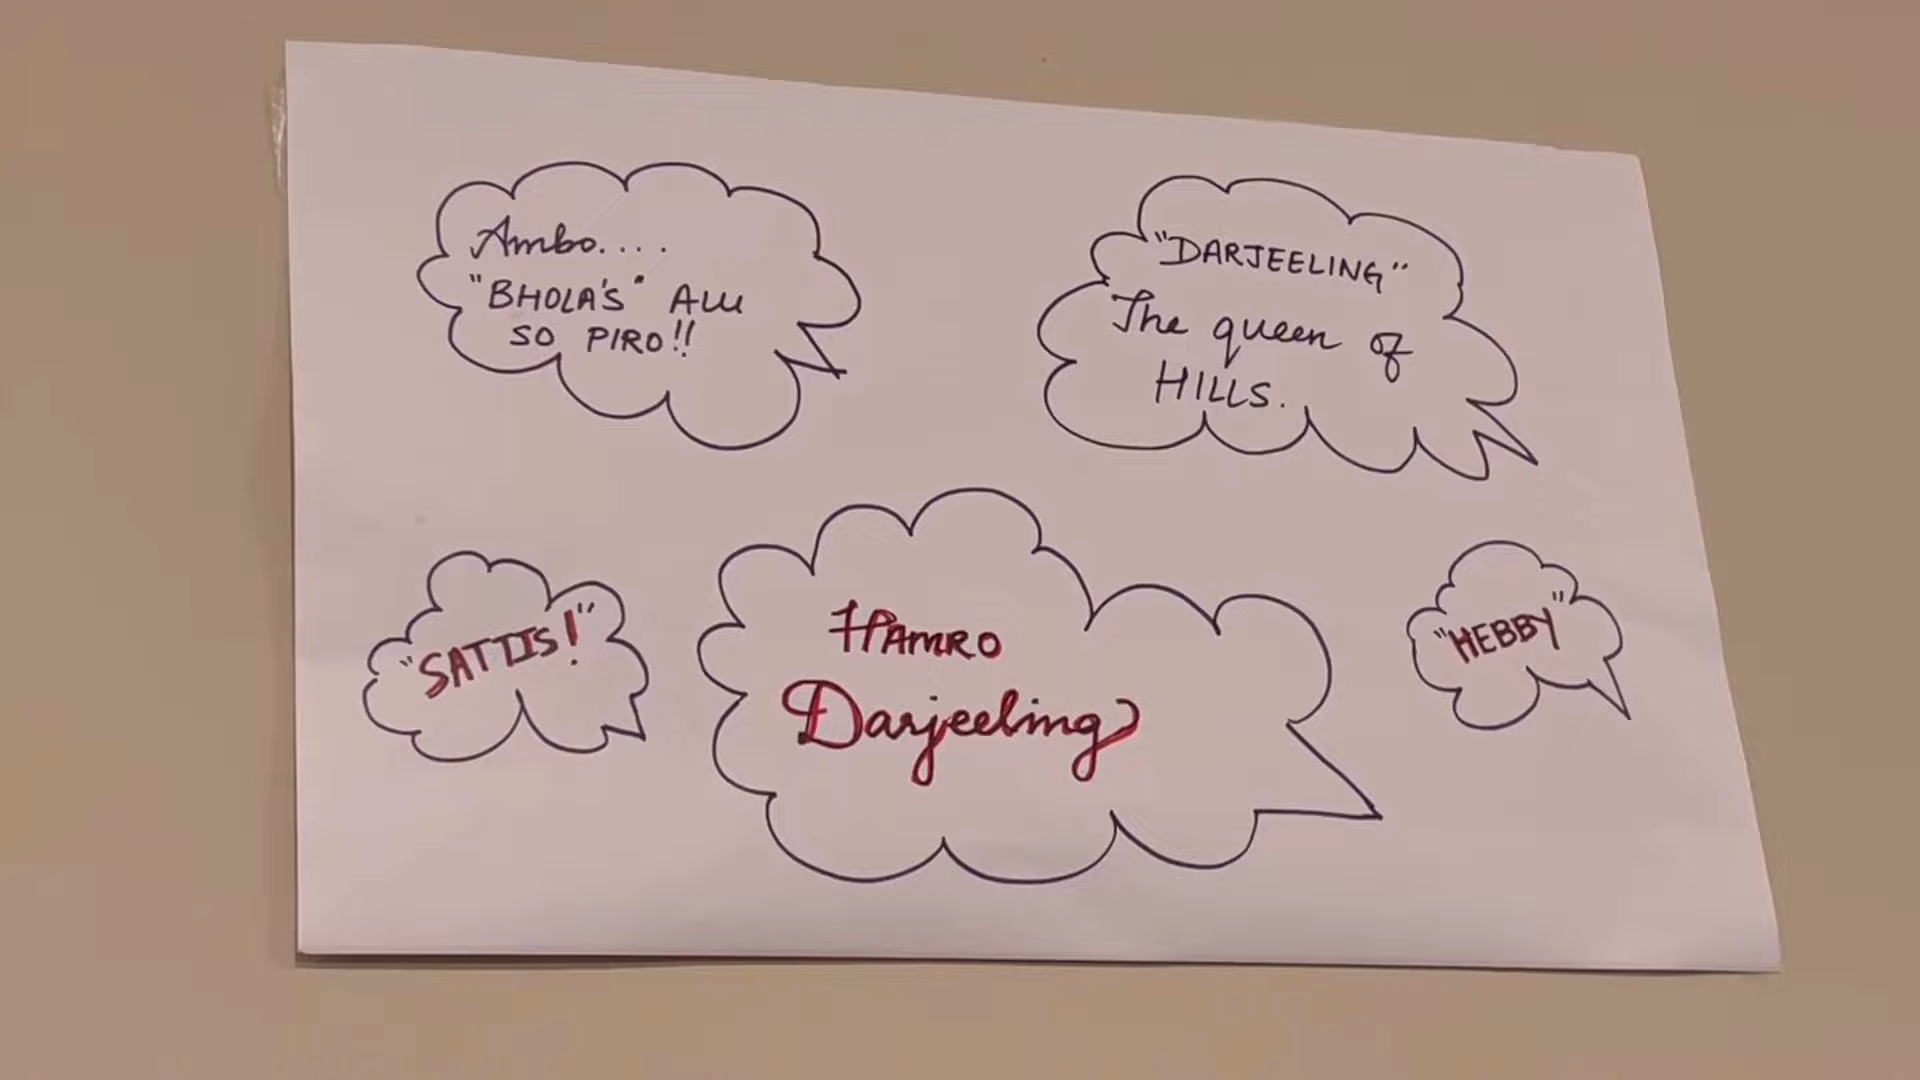 Ambo....
"BHOLA'S" Alu
SO PIRO!!
"DARJEELING"
The queen of
HILLS.
"SATTIS!"
HAMRO
Darjeeling
"HEBBY"